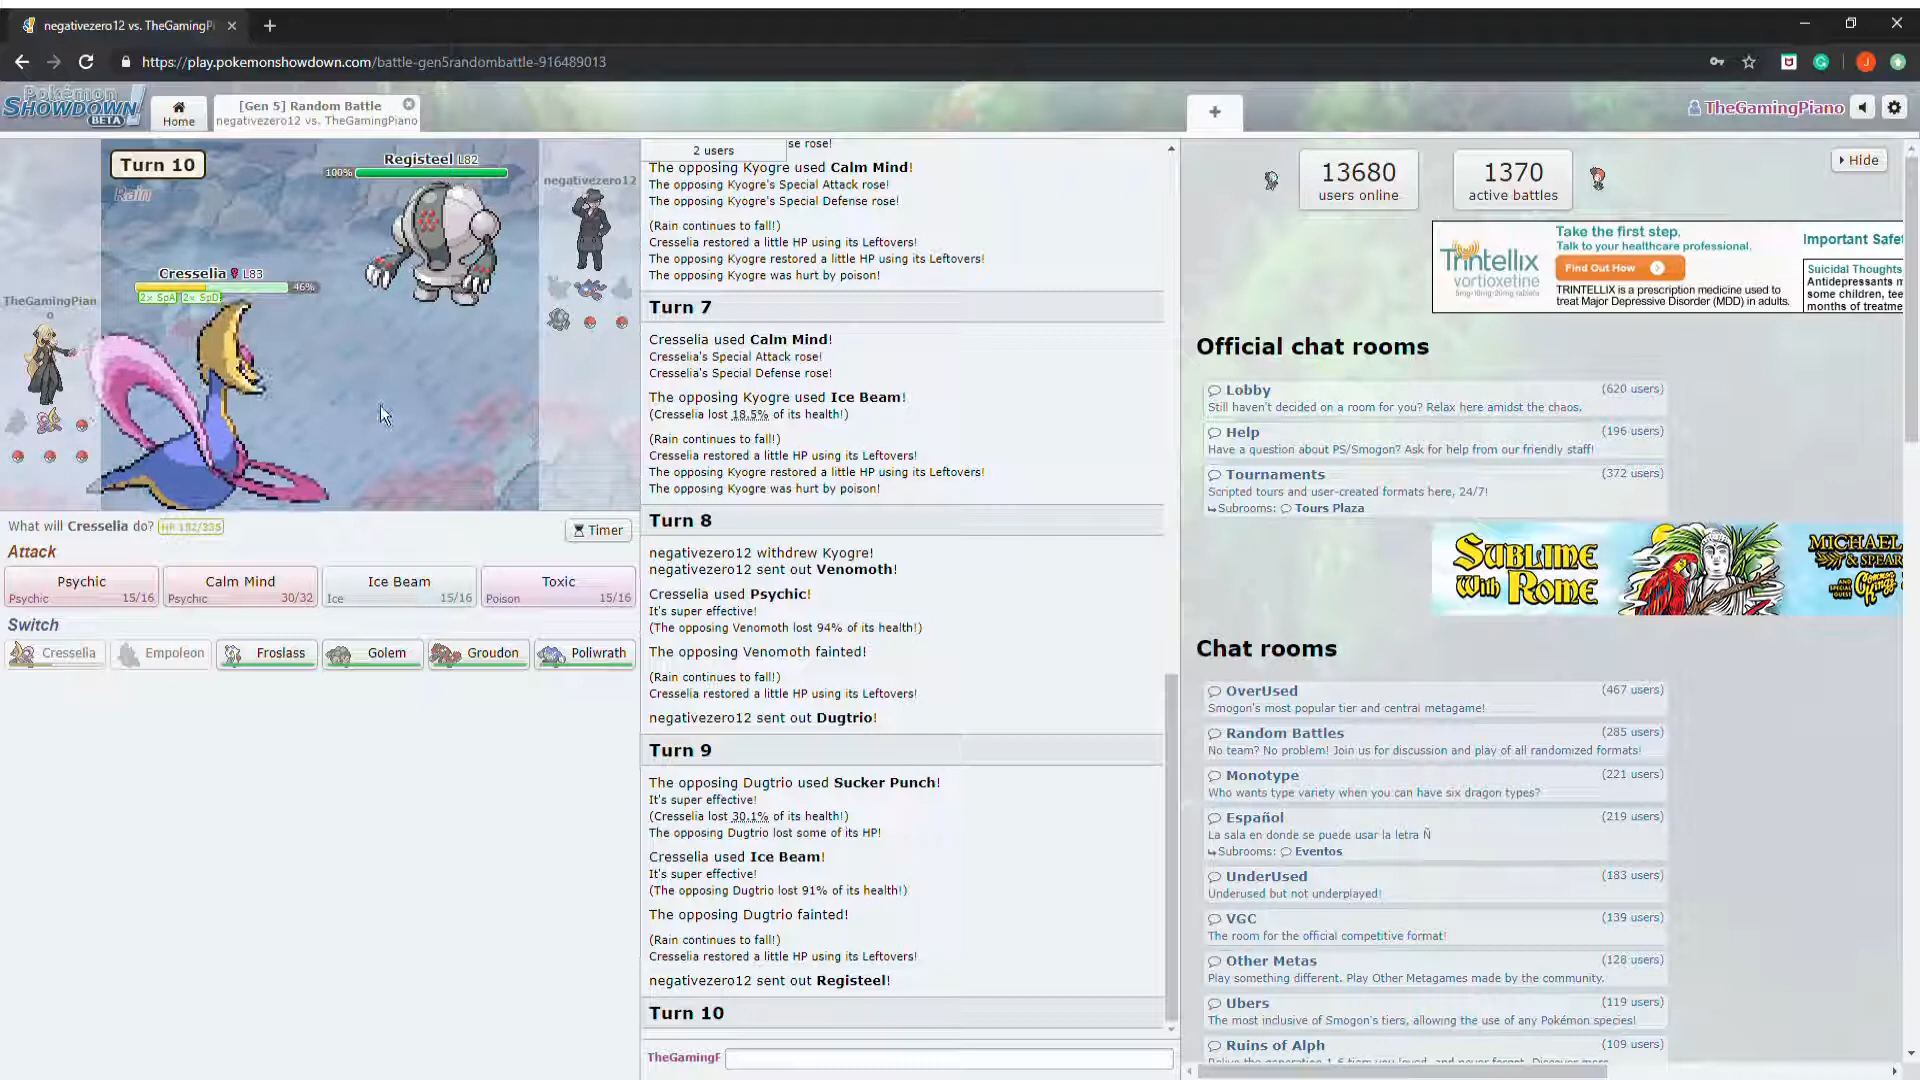 negativezero12 vs. TheGamingPi
https://play.pokemonshowdown.com/battle-gen5randombattle-916489013
Pokémon
SHOWDOWN!
BETA
Home
[Gen 5] Random Battle
negativezero12 vs. TheGamingPiano
TheGamingPiano
Turn 10
Rain
Registeel L82
100%
negativezero12
Cresselia L83
46%
2x SpA 2x SpD
TheGamingPian
o
What will Cresselia do? HP 152/335
Timer
Attack
Psychic
Psychic 15/16
Calm Mind
Psychic 30/32
Ice Beam
Ice 15/16
Toxic
Poison 15/16
Switch
Cresselia
Empoleon
Froslass
Golem
Groudon
Poliwrath
2 users
se rose!
The opposing Kyogre used Calm Mind!
The opposing Kyogre's Special Attack rose!
The opposing Kyogre's Special Defense rose!
(Rain continues to fall!)
Cresselia restored a little HP using its Leftovers!
The opposing Kyogre restored a little HP using its Leftovers!
The opposing Kyogre was hurt by poison!
Turn 7
Cresselia used Calm Mind!
Cresselia's Special Attack rose!
Cresselia's Special Defense rose!
The opposing Kyogre used Ice Beam!
(Cresselia lost 18.5% of its health!)
(Rain continues to fall!)
Cresselia restored a little HP using its Leftovers!
The opposing Kyogre restored a little HP using its Leftovers!
The opposing Kyogre was hurt by poison!
Turn 8
negativezero12 withdrew Kyogre!
negativezero12 sent out Venomoth!
Cresselia used Psychic!
It's super effective!
(The opposing Venomoth lost 94% of its health!)
The opposing Venomoth fainted!
(Rain continues to fall!)
Cresselia restored a little HP using its Leftovers!
negativezero12 sent out Dugtrio!
Turn 9
The opposing Dugtrio used Sucker Punch!
It's super effective!
(Cresselia lost 30.1% of its health!)
The opposing Dugtrio lost some of its HP!
Cresselia used Ice Beam!
It's super effective!
(The opposing Dugtrio lost 91% of its health!)
The opposing Dugtrio fainted!
(Rain continues to fall!)
Cresselia restored a little HP using its Leftovers!
negativezero12 sent out Registeel!
Turn 10
TheGamingF
13680
users online
1370
active battles
Hide
Trintellix
vortioxetine
5mg·10mg·20mg tablets
Take the first step.
Talk to your healthcare professional.
Find Out How
TRINTELLIX is a prescription medicine used to
treat Major Depressive Disorder (MDD) in adults.
Important Safe
Suicidal Thoughts
Antidepressants m
some children, tee
months of treatme
Official chat rooms
Lobby (620 users)
Still haven't decided on a room for you? Relax here amidst the chaos.
Help (196 users)
Have a question about PS/Smogon? Ask for help from our friendly staff!
Tournaments (372 users)
Scripted tours and user-created formats here, 24/7!
Subrooms: Tours Plaza
SUBLIME
With ROME
MICHAEL
& SPEAR
Chat rooms
OverUsed (467 users)
Smogon's most popular tier and central metagame!
Random Battles (285 users)
No team? No problem! Join us for discussion and play of all randomized formats!
Monotype (221 users)
Who wants type variety when you can have six dragon types?
Español (219 users)
La sala en donde se puede usar la letra Ñ
Subrooms: Eventos
UnderUsed (183 users)
Underused but not underplayed!
VGC (139 users)
The room for the official competitive format!
Other Metas (128 users)
Play something different. Play Other Metagames made by the community.
Ubers (119 users)
The most inclusive of Smogon's tiers, allowing the use of any Pokémon species!
Ruins of Alph (109 users)